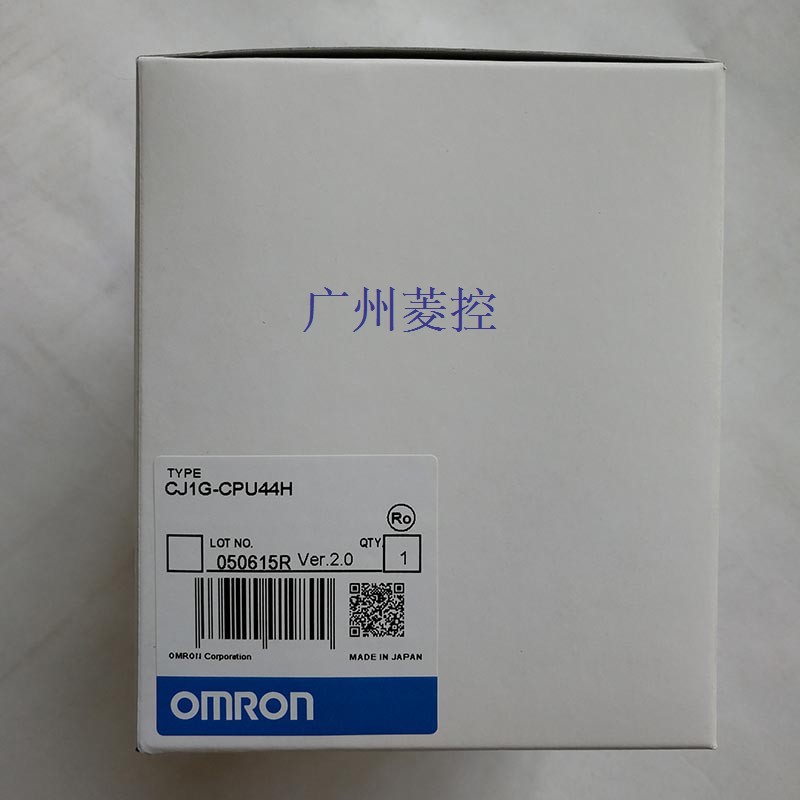 广州菱控
TYPE
CJ1G-CPU44H
Ro
LOT NO.
QTY
050615R Ver.2.0
1
OMRON Corporation
MADE IN JAPAN
OMRON